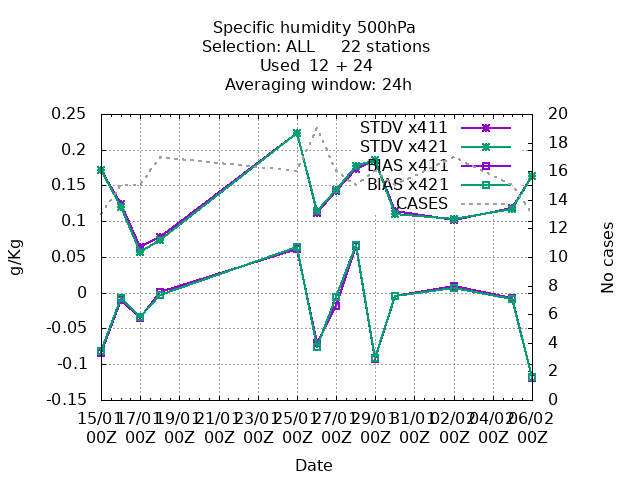 Specific humidity 500hPa
Selection: ALL 22 stations
Used 12 + 24
Averaging window: 24h
0.25
0.2
0.15
0.1
0.05
0
-0.05
-0.1
-0.15
g/Kg
STDV x411
STDV x421
BIAS x411
BIAS x421
CASES
20
18
16
14
12
10
8
6
4
2
0
No cases
15/01 17/01 19/01 21/01 23/01 25/01 27/01 29/01 31/01 02/02 04/02 06/02
00Z 00Z 00Z 00Z 00Z 00Z 00Z 00Z 00Z 00Z 00Z 00Z
Date